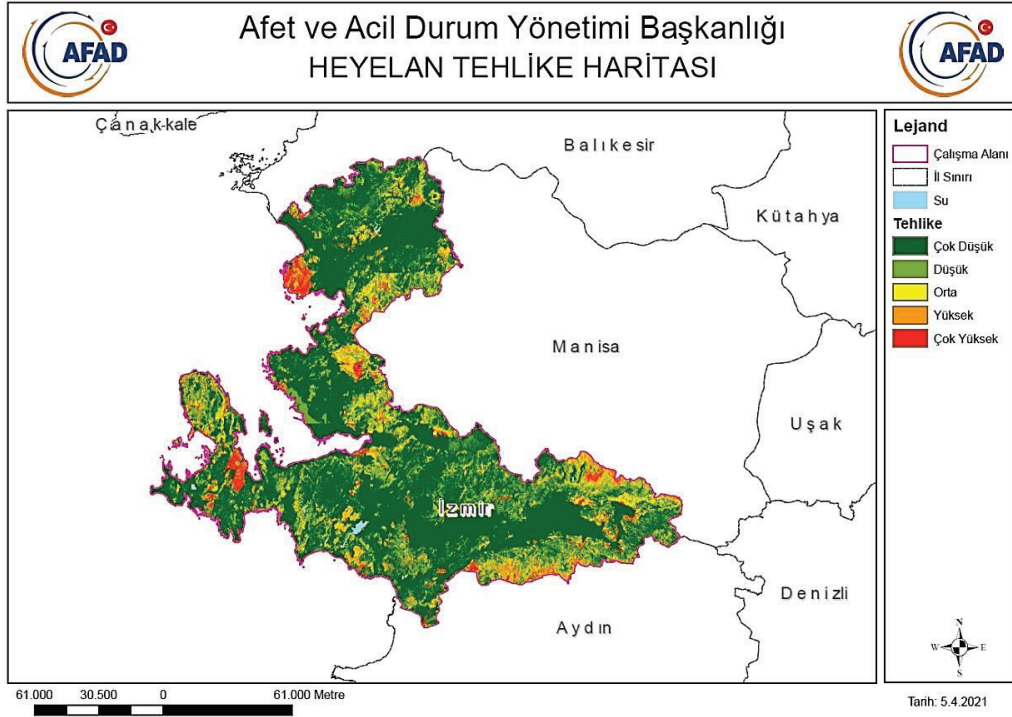 AFAD
Afet ve Acil Durum Yönetimi Başkanlığı
HEYELAN TEHLİKE HARİTASI
AFAD
Çanak-kale
Balıkesir
Kütahya
Manisa
Uşak
İzmir
Denizli
Aydın
Lejand
Çalışma Alanı
İl Sınırı
Su
Tehlike
Çok Düşük
Düşük
Orta
Yüksek
Çok Yüksek
N
W E
S
61.000 30.500 0 61.000 Metre
Tarih: 5.4.2021